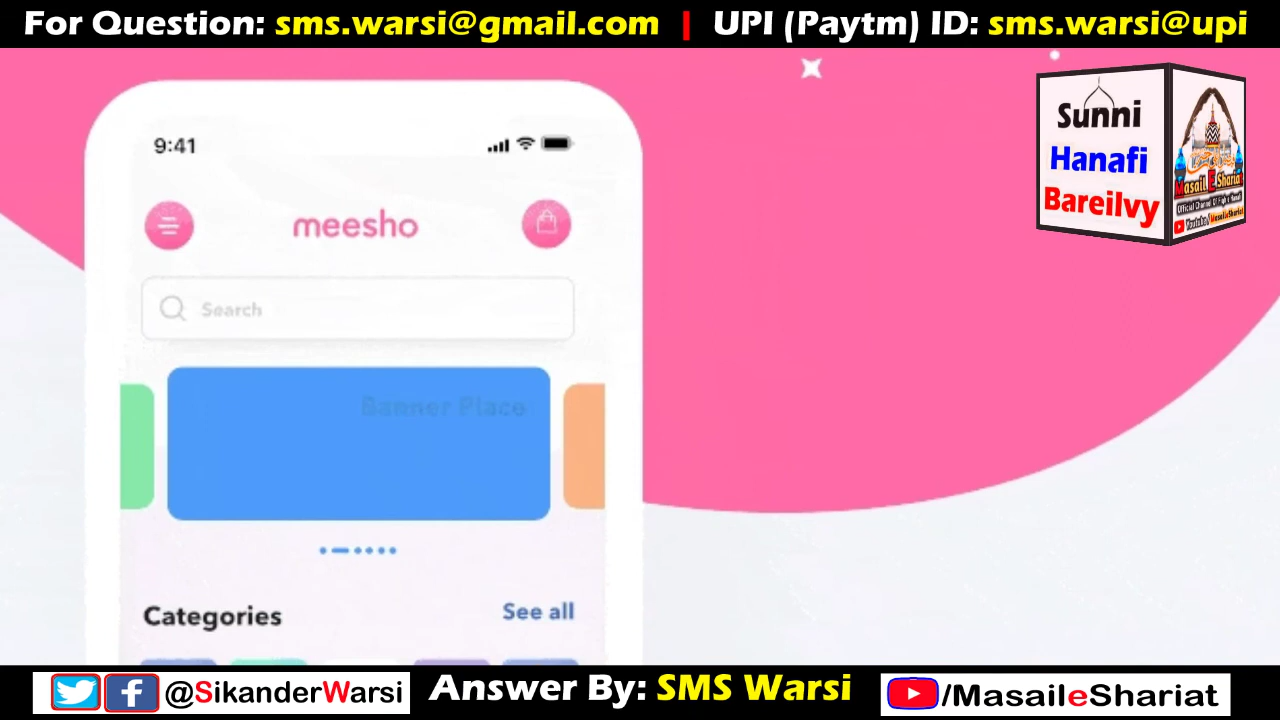 For Question: sms.warsi@gmail.com | UPI (Paytm) ID: sms.warsi@upi
Sunni
Hanafi
Bareilvy
Masail E Shariat
9:41
meesho
Search
Banner Place
Categories
See all
@SikanderWarsi
Answer By: SMS Warsi
/MasaileShariat